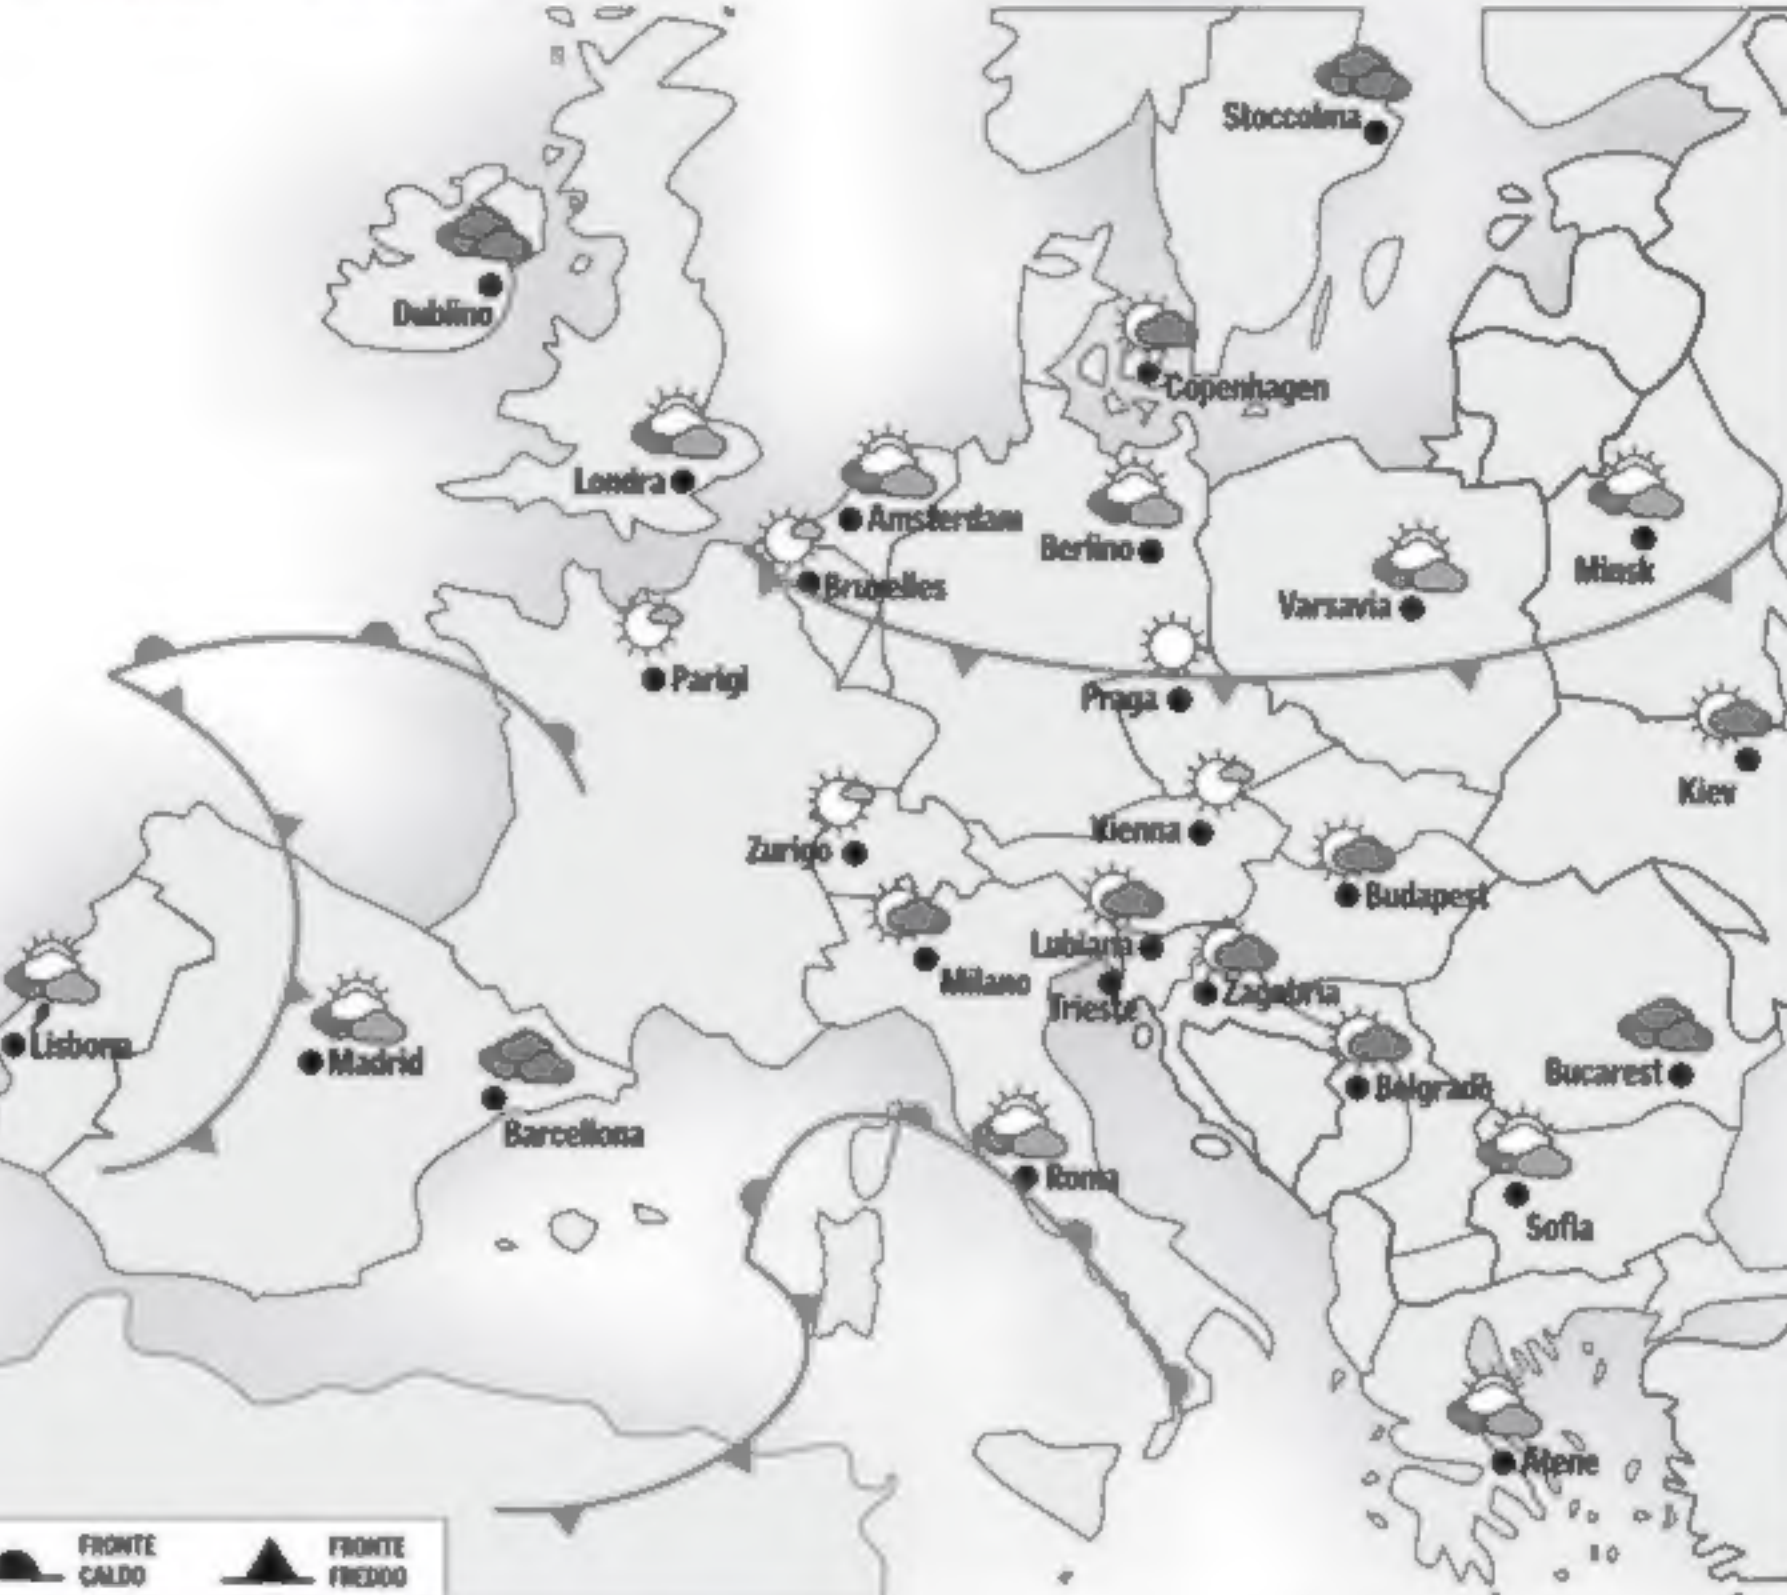 Stoccolma
Dublino
Copenhagen
Londra
Amsterdam
Berlino
Bruxelles
Minsk
Varsavia
Parigi
Praga
Kiev
Vienna
Zurigo
Budapest
Lubiana
Milano
Trieste
Zagabria
Lisbona
Madrid
Belgrado
Bucarest
Barcellona
Roma
Sofia
Atene
FRONTE
CALDO
FRONTE
FREDDO